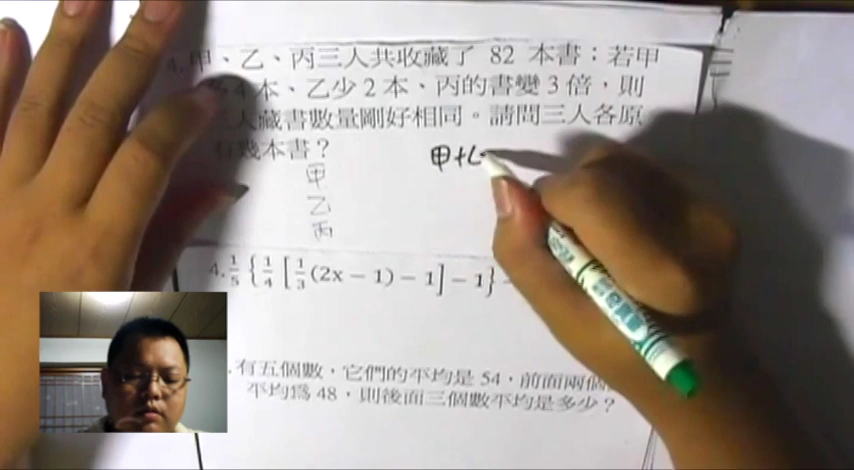 4.甲、乙、丙三人共收藏了 82 本書：若甲
4 本、乙少 2 本、丙的書變 3 倍，則
三人藏書數量剛好相同。請問三人各原
有幾本書？
甲+乙
甲
乙
丙
4. 1/5 {1/4 [1/3 (2x − 1) − 1] − 1}
有五個數，它們的平均是 54，前面兩個
平均為 48，則後面三個數平均是多少？